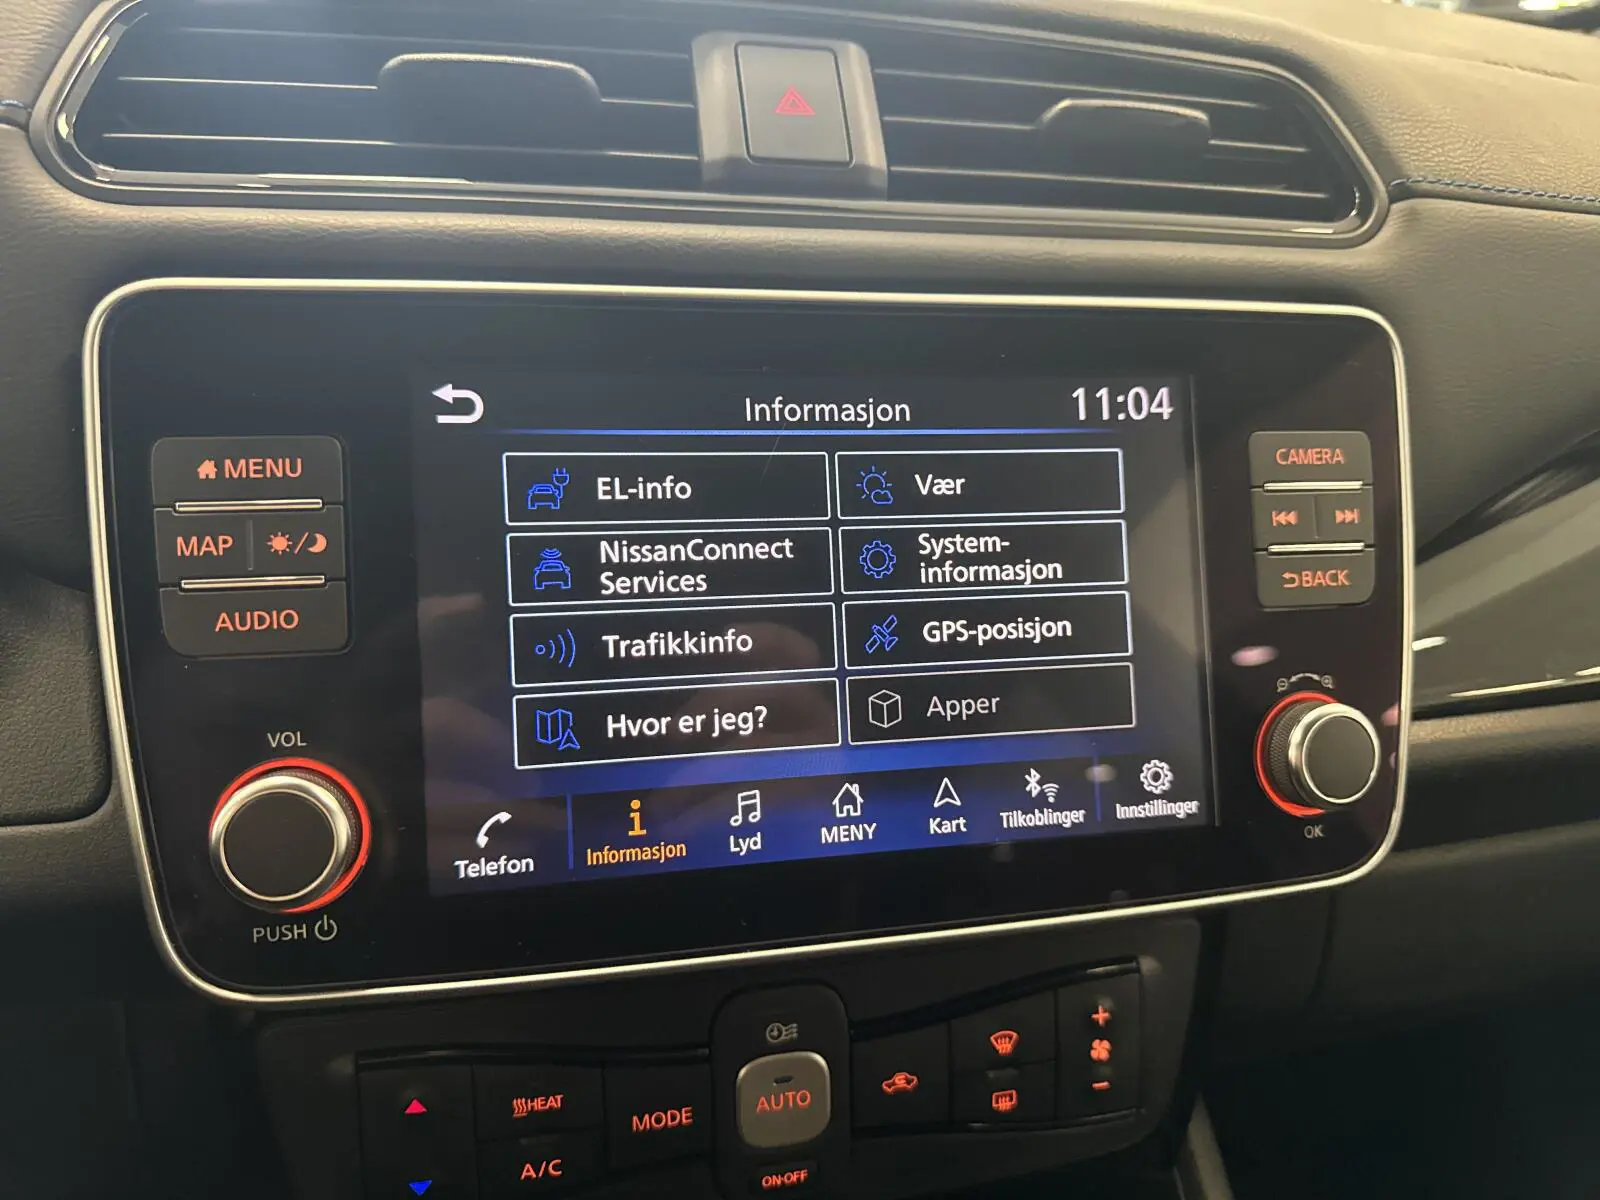 Informasjon
11:04
EL-info
Vær
NissanConnect
Services
System-
informasjon
Trafikkinfo
GPS-posisjon
Hvor er jeg?
Apper
Telefon
Informasjon
Lyd
MENY
Kart
Tilkoblinger
Innstillinger
MENU
MAP
AUDIO
VOL
PUSH
CAMERA
BACK
OK
HEAT
A/C
MODE
AUTO
ON·OFF